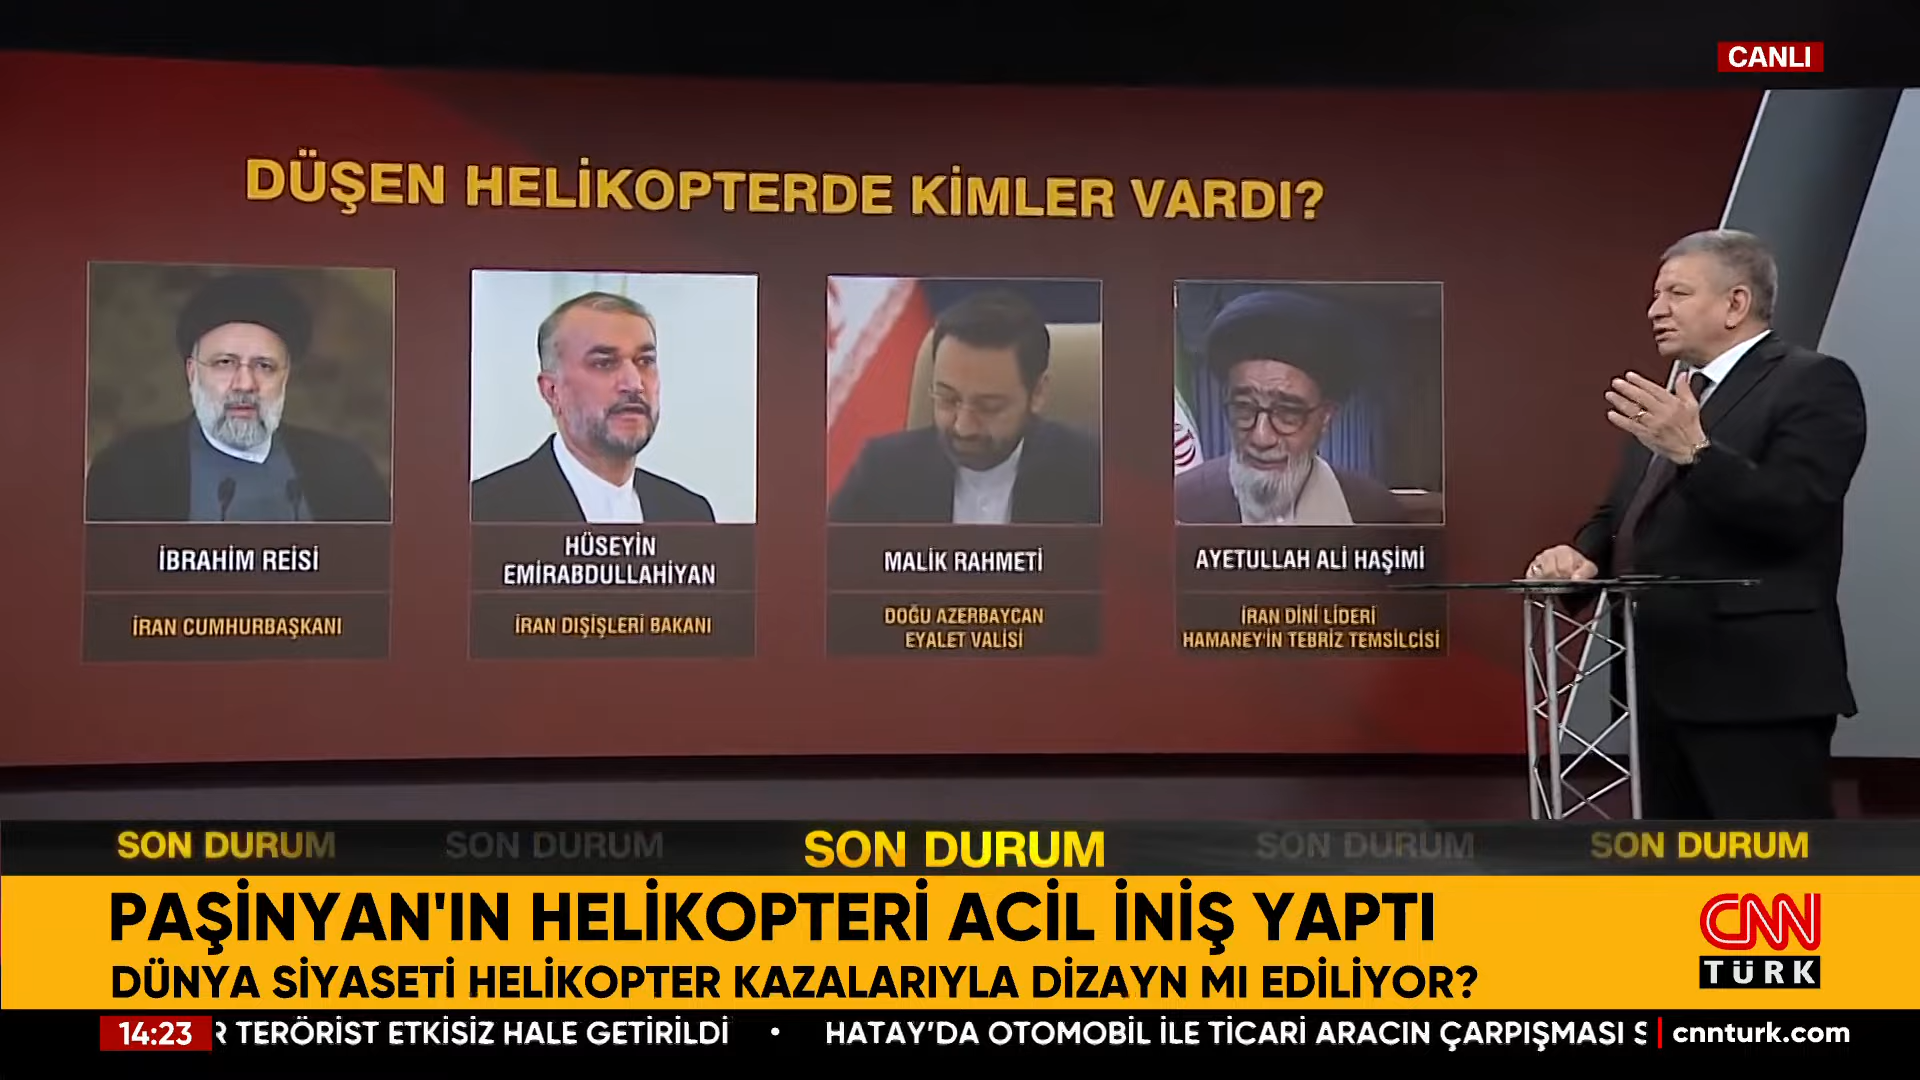 CANLI
DÜŞEN HELİKOPTERDE KİMLER VARDI?
İBRAHİM REİSİ
İRAN CUMHURBAŞKANI
HÜSEYİN
EMİRABDULLAHİYAN
İRAN DIŞİŞLERİ BAKANI
MALİK RAHMETİ
DOĞU AZERBAYCAN
EYALET VALİSİ
AYETULLAH ALİ HAŞİMİ
İRAN DİNİ LİDERİ
HAMANEY'İN TEBRİZ TEMSİLCİSİ
SON DURUM SON DURUM SON DURUM SON DURUM SON DURUM
PAŞİNYAN'IN HELİKOPTERİ ACİL İNİŞ YAPTI
DÜNYA SİYASETİ HELİKOPTER KAZALARIYLA DİZAYN MI EDİLİYOR?
CNN
TÜRK
14:23 R TERÖRİST ETKİSİZ HALE GETİRİLDİ • HATAY’DA OTOMOBİL İLE TİCARİ ARACIN ÇARPIŞMASI S cnnturk.com